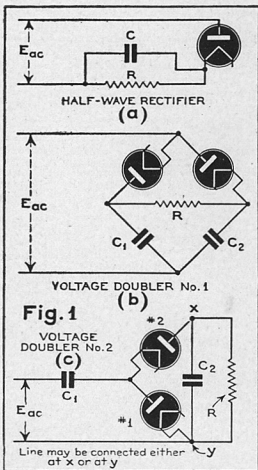 C
Eac
R
HALF-WAVE RECTIFIER
(a)
Eac
R
C1
C2
VOLTAGE DOUBLER No.1
(b)
Fig.1
VOLTAGE
DOUBLER No.2
(c)
#2
x
C1
C2
R
Eac
#1
y
Line may be connected either
at x or at y